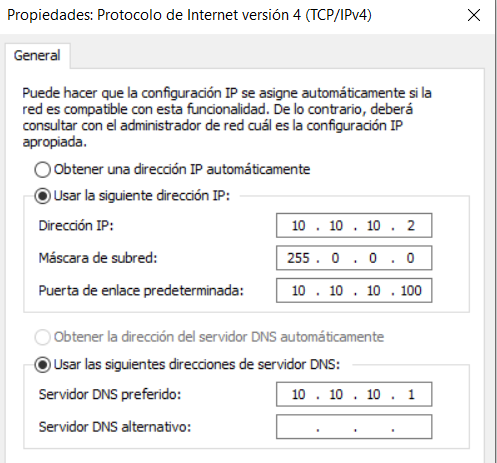 Propiedades: Protocolo de Internet versión 4 (TCP/IPv4)
General
Puede hacer que la configuración IP se asigne automáticamente si la
red es compatible con esta funcionalidad. De lo contrario, deberá
consultar con el administrador de red cuál es la configuración IP
apropiada.
Obtener una dirección IP automáticamente
Usar la siguiente dirección IP:
Dirección IP: 10 . 10 . 10 . 2
Máscara de subred: 255 . 0 . 0 . 0
Puerta de enlace predeterminada: 10 . 10 . 10 . 100
Obtener la dirección del servidor DNS automáticamente
Usar las siguientes direcciones de servidor DNS:
Servidor DNS preferido: 10 . 10 . 10 . 1
Servidor DNS alternativo: . . .